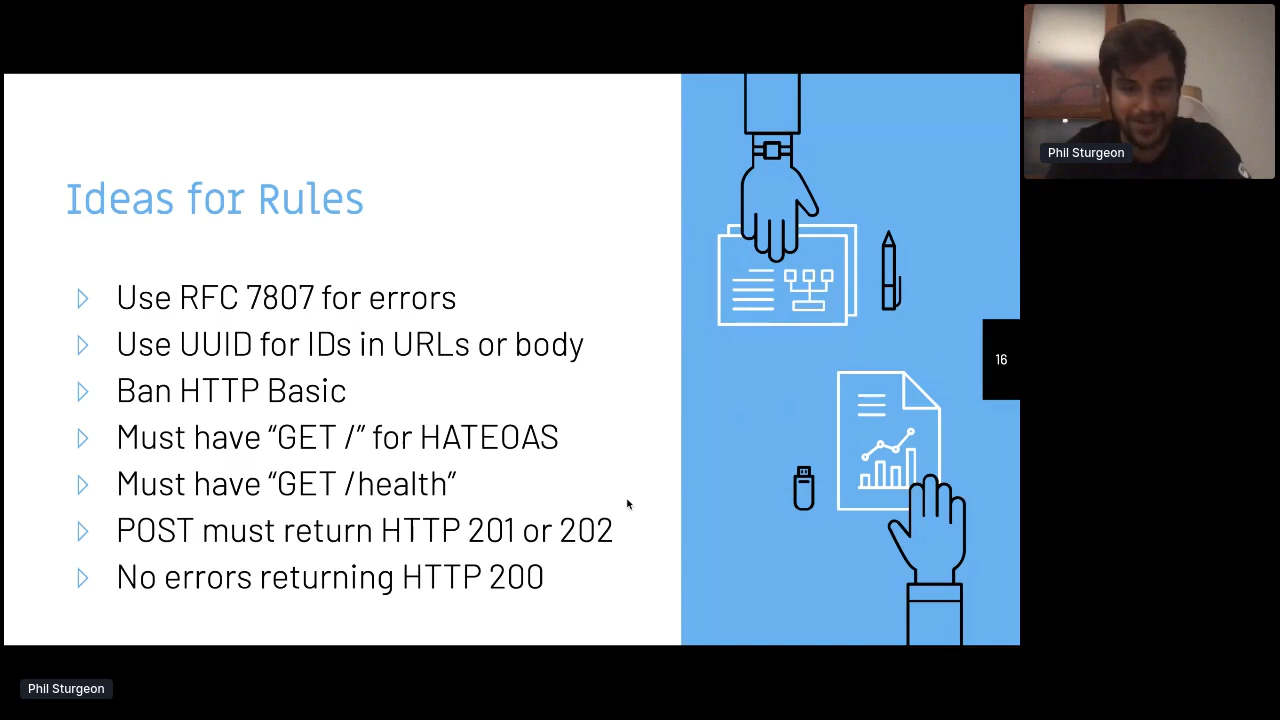 Ideas for Rules
Use RFC 7807 for errors
Use UUID for IDs in URLs or body
Ban HTTP Basic
Must have “GET /” for HATEOAS
Must have “GET /health”
POST must return HTTP 201 or 202
No errors returning HTTP 200
16
Phil Sturgeon
Phil Sturgeon